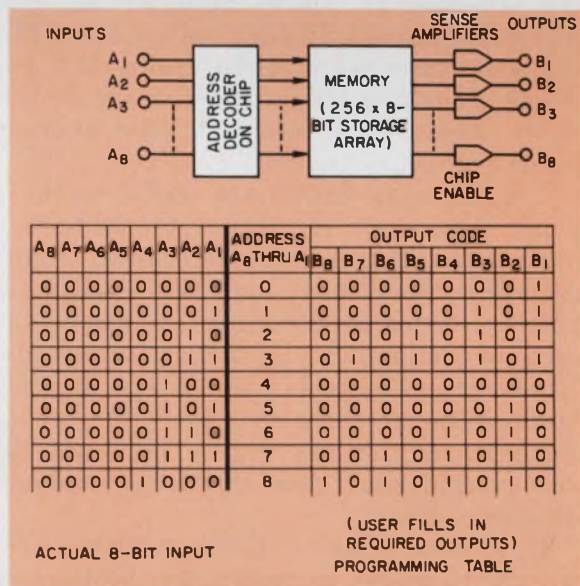 INPUTS
SENSE AMPLIFIERS
OUTPUTS
A1
A2
A3
A8
ADDRESS
DECODER
ON CHIP
MEMORY
(256 x 8-
BIT STORAGE
ARRAY)
B1
B2
B3
B8
CHIP
ENABLE
A8 A7 A6 A5 A4 A3 A2 A1 ADDRESS A8 THRU A1 OUTPUT CODE
B8 B7 B6 B5 B4 B3 B2 B1
0 0 0 0 0 0 0 0 0 0 0 0 0 0 0 0 1
0 0 0 0 0 0 0 1 1 0 0 0 0 0 1 0 1
0 0 0 0 0 0 1 0 2 0 0 0 1 0 1 0 1
0 0 0 0 0 0 1 1 3 0 1 0 1 0 1 0 1
0 0 0 0 0 1 0 0 4 0 0 0 0 0 0 0 0
0 0 0 0 0 1 0 1 5 0 0 0 0 0 0 1 0
0 0 0 0 0 1 1 0 6 0 0 0 0 1 0 1 0
0 0 0 0 0 1 1 1 7 0 0 1 0 1 0 1 0
0 0 0 0 1 0 0 0 8 1 0 1 0 1 0 1 0
ACTUAL 8-BIT INPUT
(USER FILLS IN
REQUIRED OUTPUTS)
PROGRAMMING TABLE